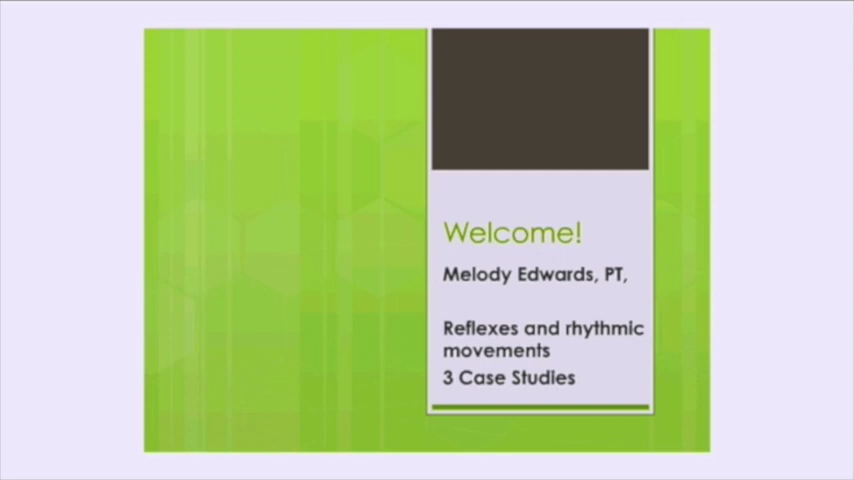 Welcome!
Melody Edwards, PT,
Reflexes and rhythmic
movements
3 Case Studies